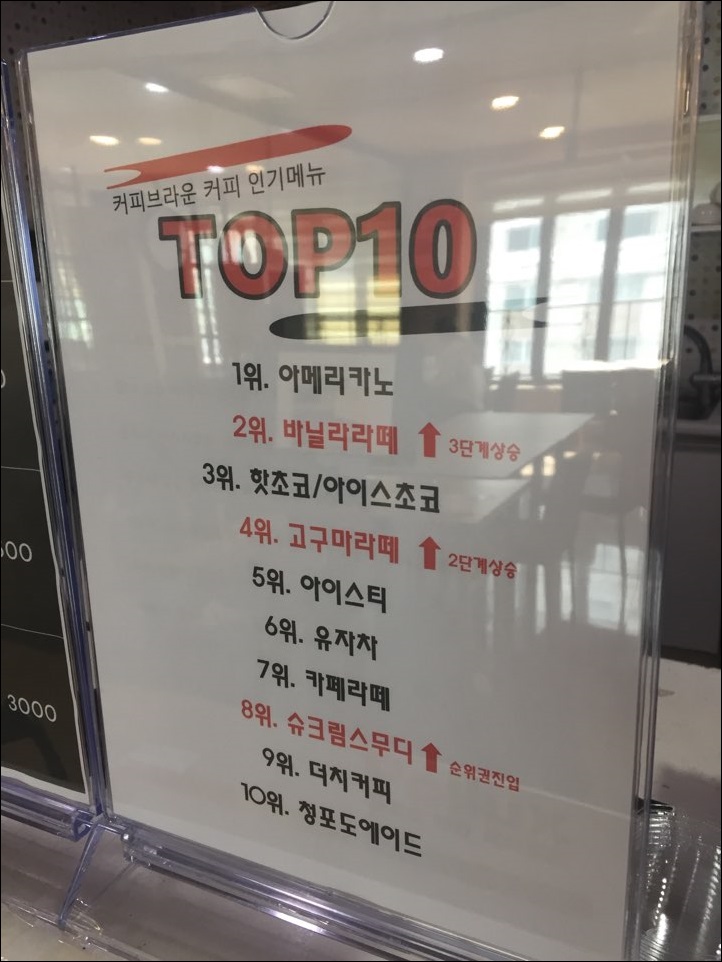 커피브라운 커피 인기메뉴
TOP10
1위. 아메리카노
2위. 바닐라라떼 3단계상승
3위. 핫초코/아이스초코
4위. 고구마라떼 2단계상승
5위. 아이스티
6위. 유자차
7위. 카페라떼
8위. 슈크림스무디 순위권진입
9위. 더치커피
10위. 청포도에이드
3000